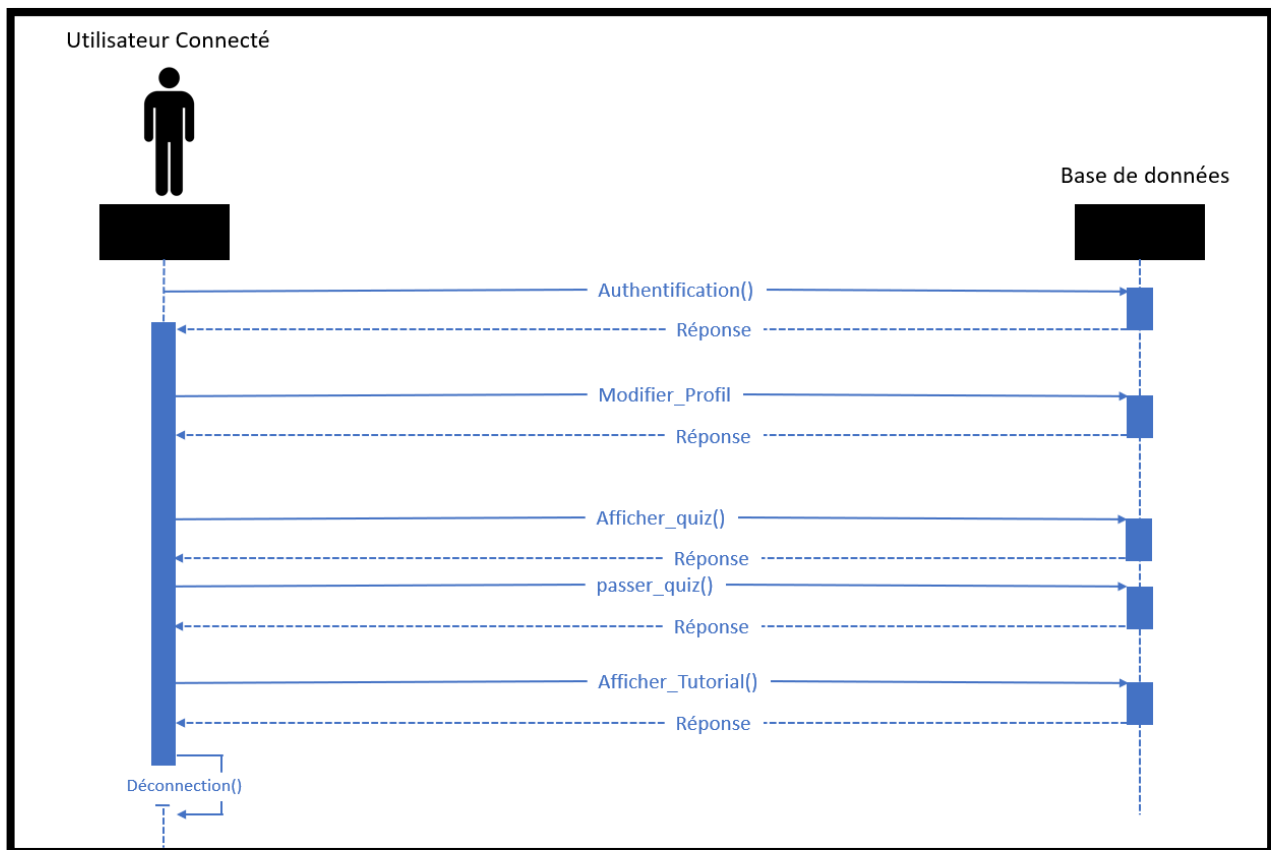 Utilisateur Connecté
Base de données
Authentification()
Réponse
Modifier_Profil
Réponse
Afficher_quiz()
Réponse
passer_quiz()
Réponse
Afficher_Tutorial()
Réponse
Déconnection()